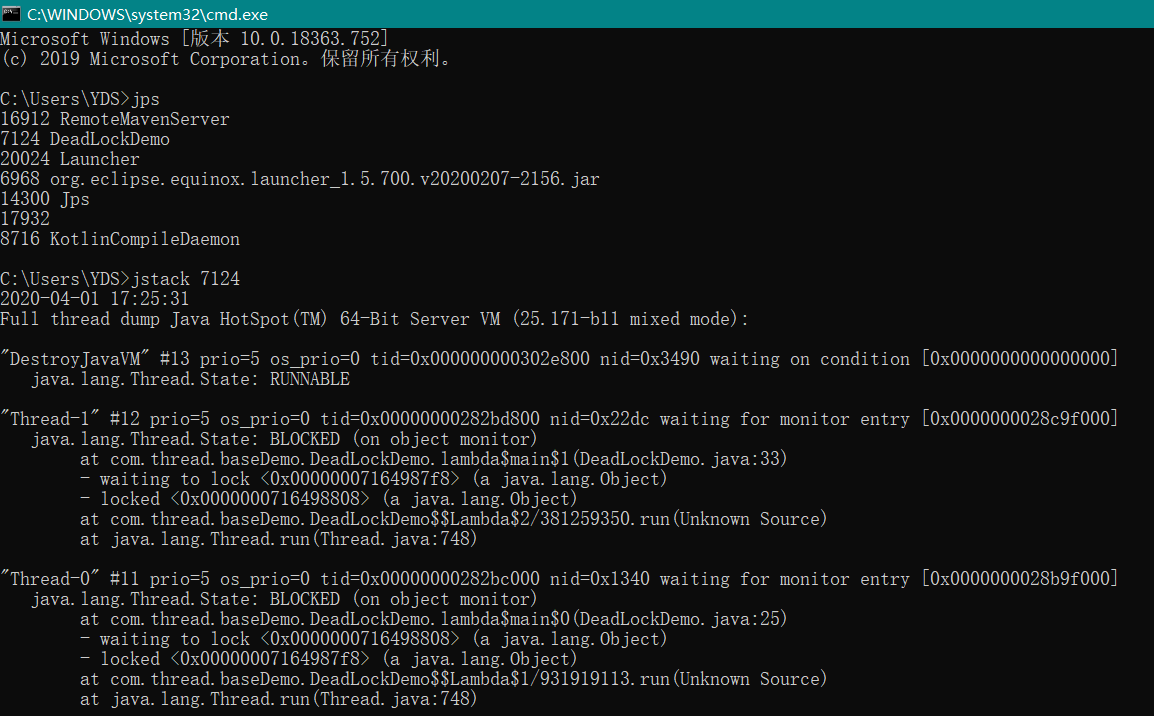 C:\WINDOWS\system32\cmd.exe
Microsoft Windows [版本 10.0.18363.752]
(c) 2019 Microsoft Corporation。保留所有权利。
C:\Users\YDS>jps
16912 RemoteMavenServer
7124 DeadLockDemo
20024 Launcher
6968 org.eclipse.equinox.launcher_1.5.700.v20200207-2156.jar
14300 Jps
17932
8716 KotlinCompileDaemon
C:\Users\YDS>jstack 7124
2020-04-01 17:25:31
Full thread dump Java HotSpot(TM) 64-Bit Server VM (25.171-b11 mixed mode):
"DestroyJavaVM" #13 prio=5 os_prio=0 tid=0x000000000302e800 nid=0x3490 waiting on condition [0x0000000000000000]
   java.lang.Thread.State: RUNNABLE
"Thread-1" #12 prio=5 os_prio=0 tid=0x00000000282bd800 nid=0x22dc waiting for monitor entry [0x0000000028c9f000]
   java.lang.Thread.State: BLOCKED (on object monitor)
        at com.thread.baseDemo.DeadLockDemo.lambda$main$1(DeadLockDemo.java:33)
        - waiting to lock <0x00000007164987f8> (a java.lang.Object)
        - locked <0x0000000716498808> (a java.lang.Object)
        at com.thread.baseDemo.DeadLockDemo$$Lambda$2/381259350.run(Unknown Source)
        at java.lang.Thread.run(Thread.java:748)
"Thread-0" #11 prio=5 os_prio=0 tid=0x00000000282bc000 nid=0x1340 waiting for monitor entry [0x0000000028b9f000]
   java.lang.Thread.State: BLOCKED (on object monitor)
        at com.thread.baseDemo.DeadLockDemo.lambda$main$0(DeadLockDemo.java:25)
        - waiting to lock <0x0000000716498808> (a java.lang.Object)
        - locked <0x00000007164987f8> (a java.lang.Object)
        at com.thread.baseDemo.DeadLockDemo$$Lambda$1/931919113.run(Unknown Source)
        at java.lang.Thread.run(Thread.java:748)